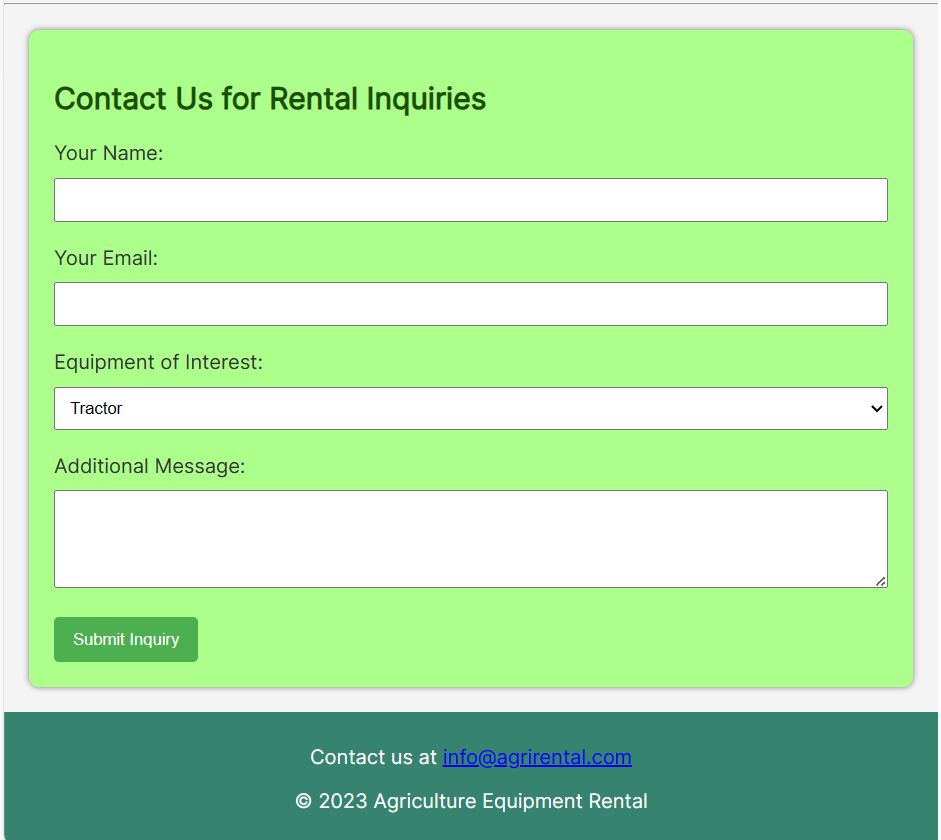 Contact Us for Rental Inquiries
Your Name:
Your Email:
Equipment of Interest:
Tractor
Additional Message:
Submit Inquiry
Contact us at info@agrirental.com
© 2023 Agriculture Equipment Rental